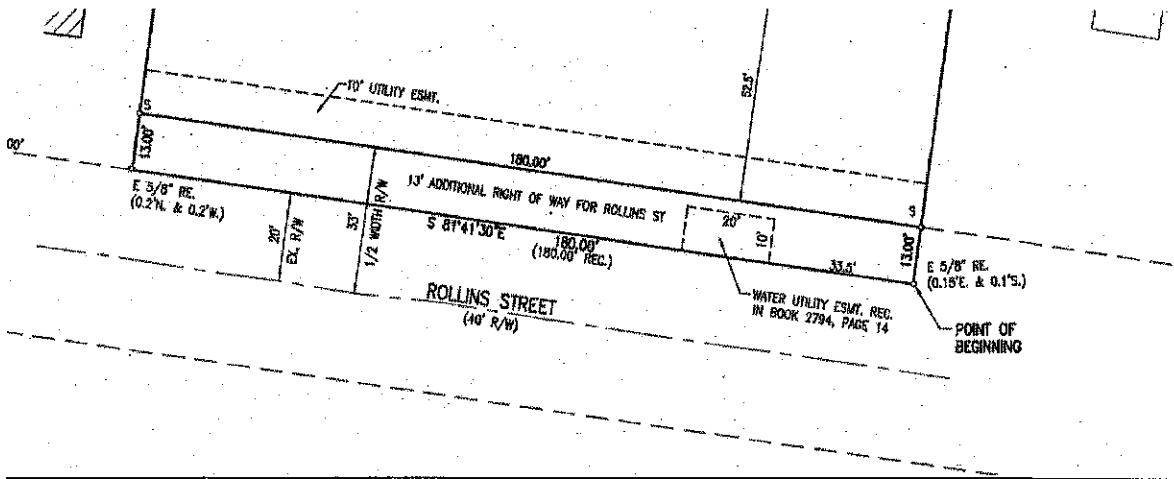 52.5'
10' UTILITY ESMT.
S
13.00'
00'
180.00'
E 5/8" RE.
(0.2'N. & 0.2'W.)
13' ADDITIONAL RIGHT OF WAY FOR ROLLINS ST
20'
EX. R/W
33'
1/2 WIDTH R/W
S 81°41'30"E
180.00'
(180.00' REC.)
20'
10'
S
13.00'
33.5'
E 5/8" RE.
(0.15'E. & 0.1'S.)
WATER UTILITY ESMT. REC.
IN BOOK 2794, PAGE 14
ROLLINS STREET
(40' R/W)
POINT OF
BEGINNING